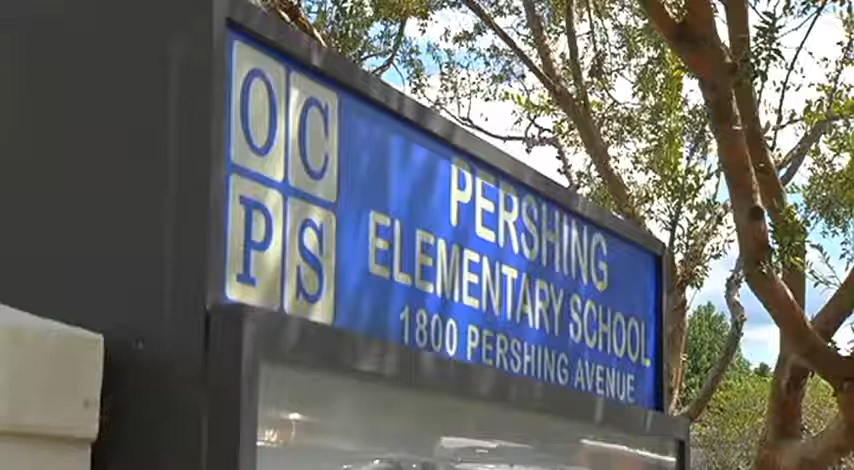 OC
PS
PERSHING
ELEMENTARY SCHOOL
1800 PERSHING AVENUE